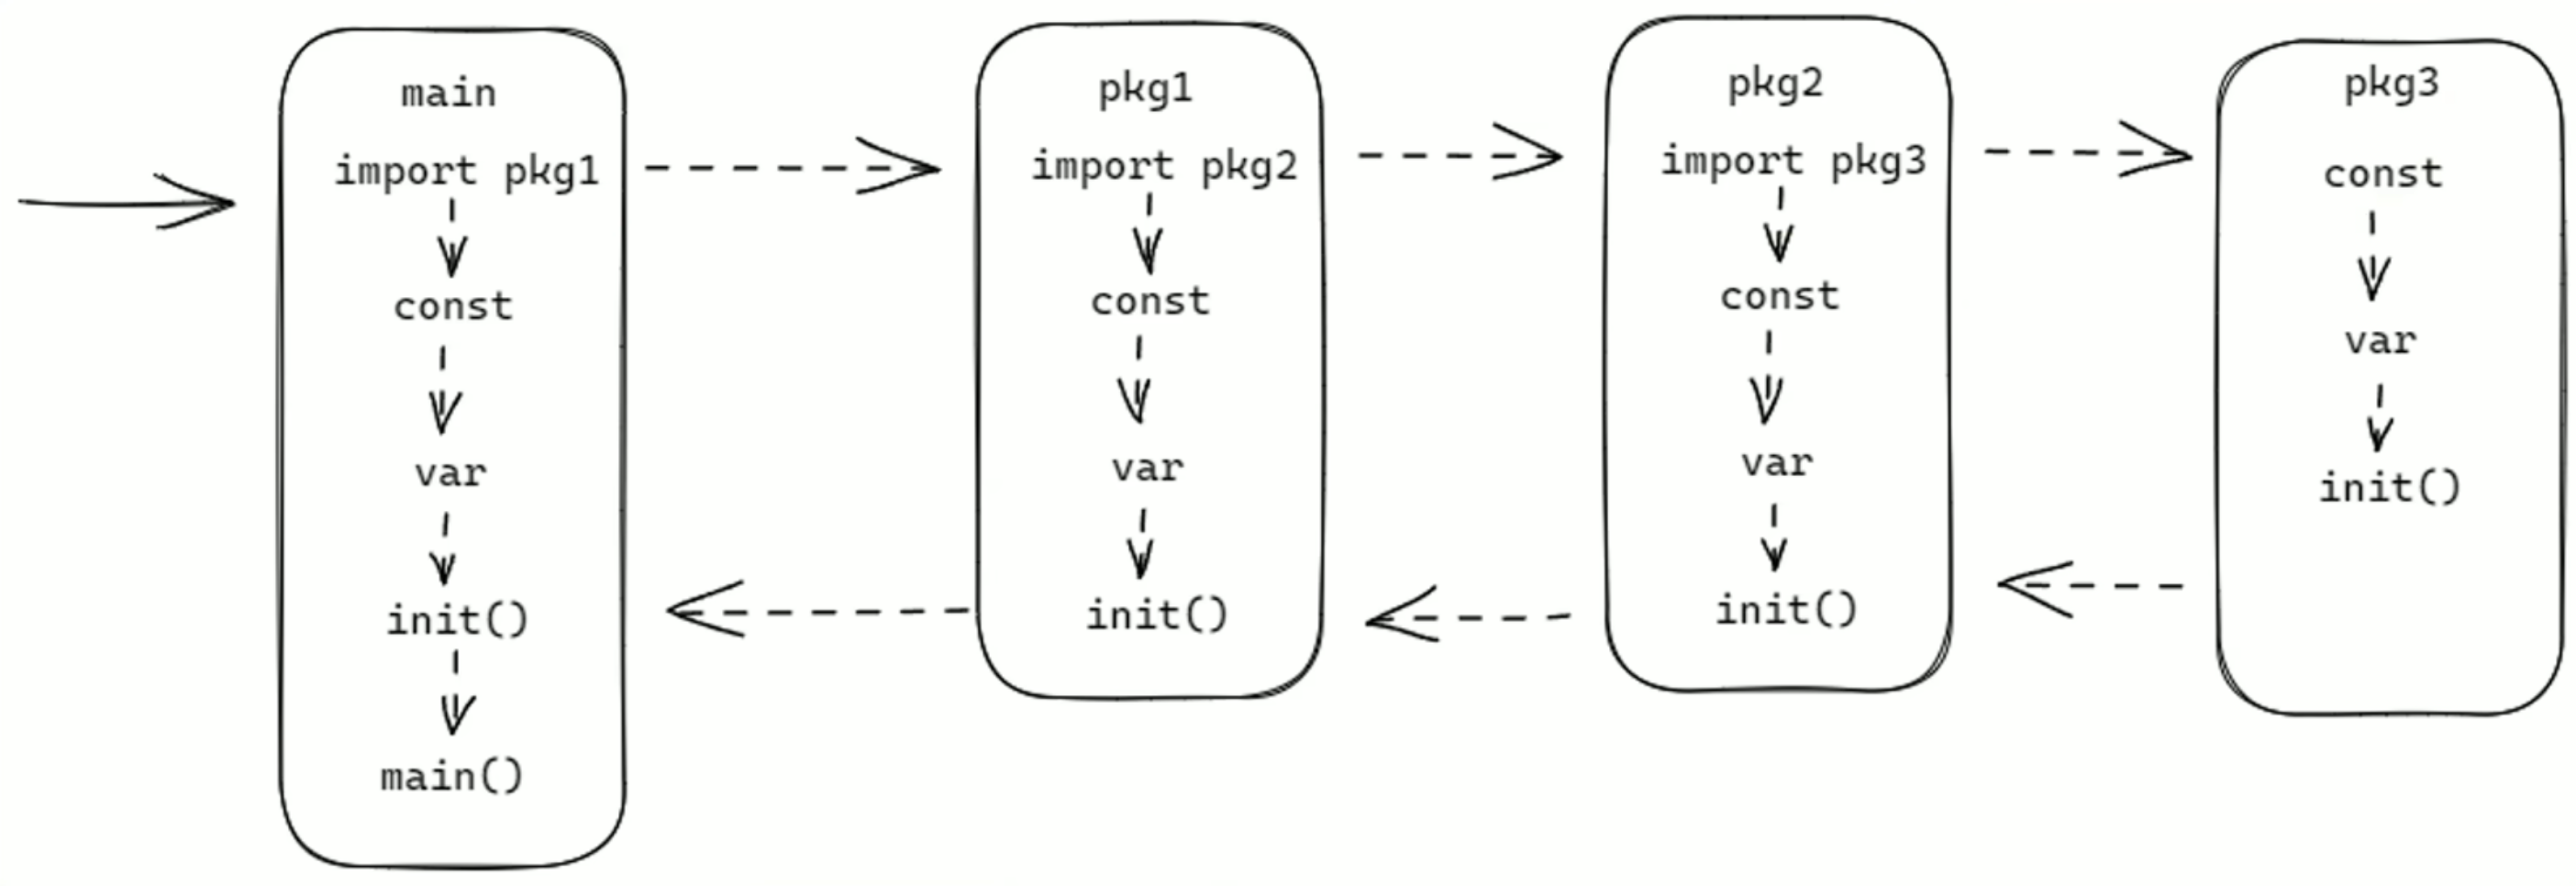 main
import pkg1
const
var
init()
main()
pkg1
import pkg2
const
var
init()
pkg2
import pkg3
const
var
init()
pkg3
const
var
init()